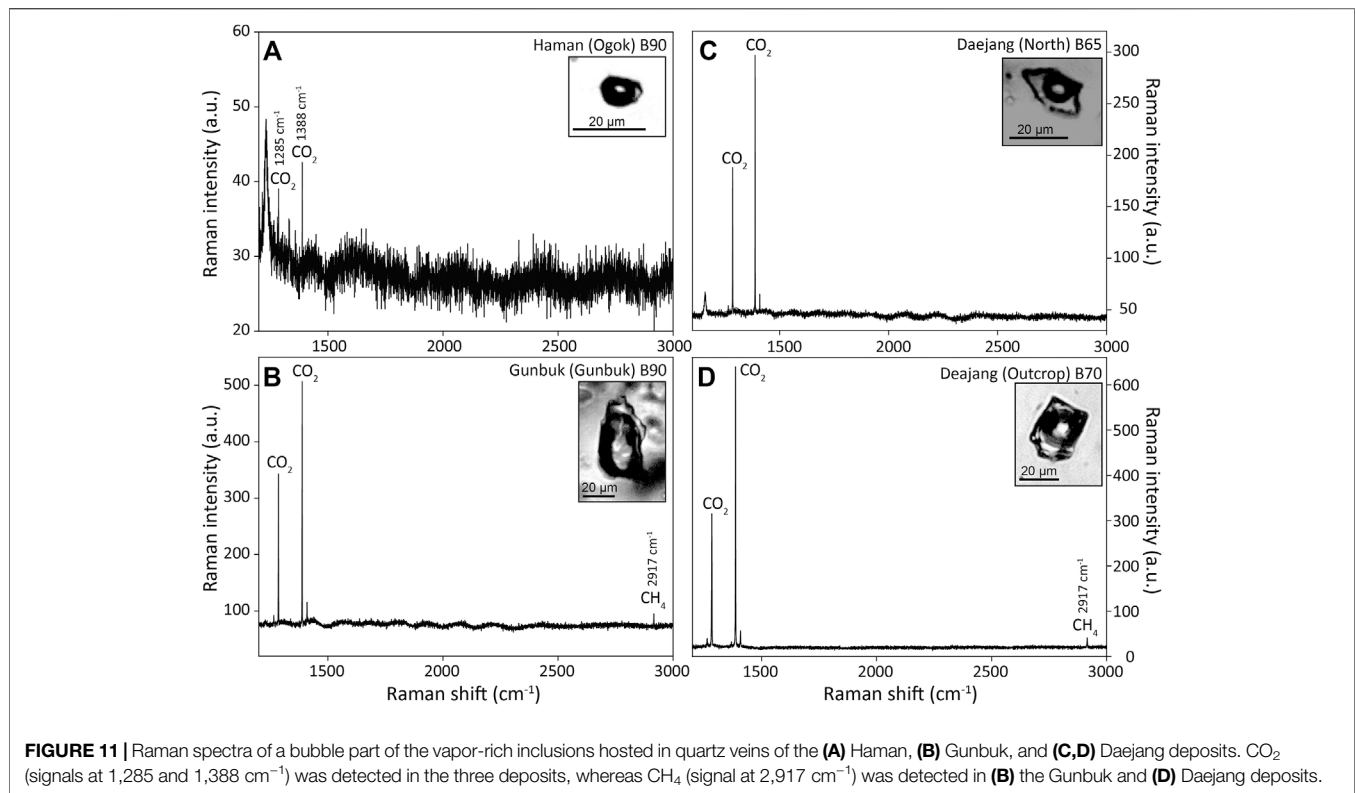 A
Haman (Ogok) B90
60
50
40
30
20
Raman intensity (a.u.)
CO₂ 1285 cm⁻¹
CO₂ 1388 cm⁻¹
20 µm
1500 2000 2500 3000
C
Daejang (North) B65
CO₂
CO₂
20 µm
300
250
200
150
100
50
Raman intensity (a.u.)
1500 2000 2500 3000
B
Gunbuk (Gunbuk) B90
500
400
300
200
100
Raman intensity (a.u.)
CO₂
CO₂
20 µm
CH₄ 2917 cm⁻¹
1500 2000 2500 3000
Raman shift (cm⁻¹)
D
Deajang (Outcrop) B70
CO₂
CO₂
20 µm
CH₄ 2917 cm⁻¹
600
500
400
300
200
100
0
Raman intensity (a.u.)
1500 2000 2500 3000
Raman shift (cm⁻¹)
FIGURE 11 | Raman spectra of a bubble part of the vapor-rich inclusions hosted in quartz veins of the (A) Haman, (B) Gunbuk, and (C,D) Daejang deposits. CO₂
(signals at 1,285 and 1,388 cm⁻¹) was detected in the three deposits, whereas CH₄ (signal at 2,917 cm⁻¹) was detected in (B) the Gunbuk and (D) Daejang deposits.